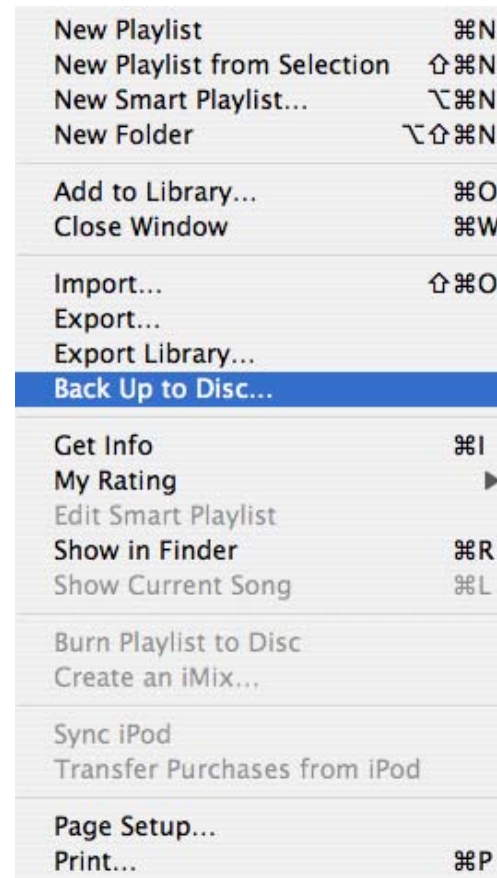 New Playlist ⌘N
New Playlist from Selection ⇧⌘N
New Smart Playlist... ⌥⌘N
New Folder ⌥⇧⌘N
Add to Library... ⌘O
Close Window ⌘W
Import... ⇧⌘O
Export...
Export Library...
Back Up to Disc...
Get Info ⌘I
My Rating
Edit Smart Playlist
Show in Finder ⌘R
Show Current Song ⌘L
Burn Playlist to Disc
Create an iMix...
Sync iPod
Transfer Purchases from iPod
Page Setup...
Print... ⌘P